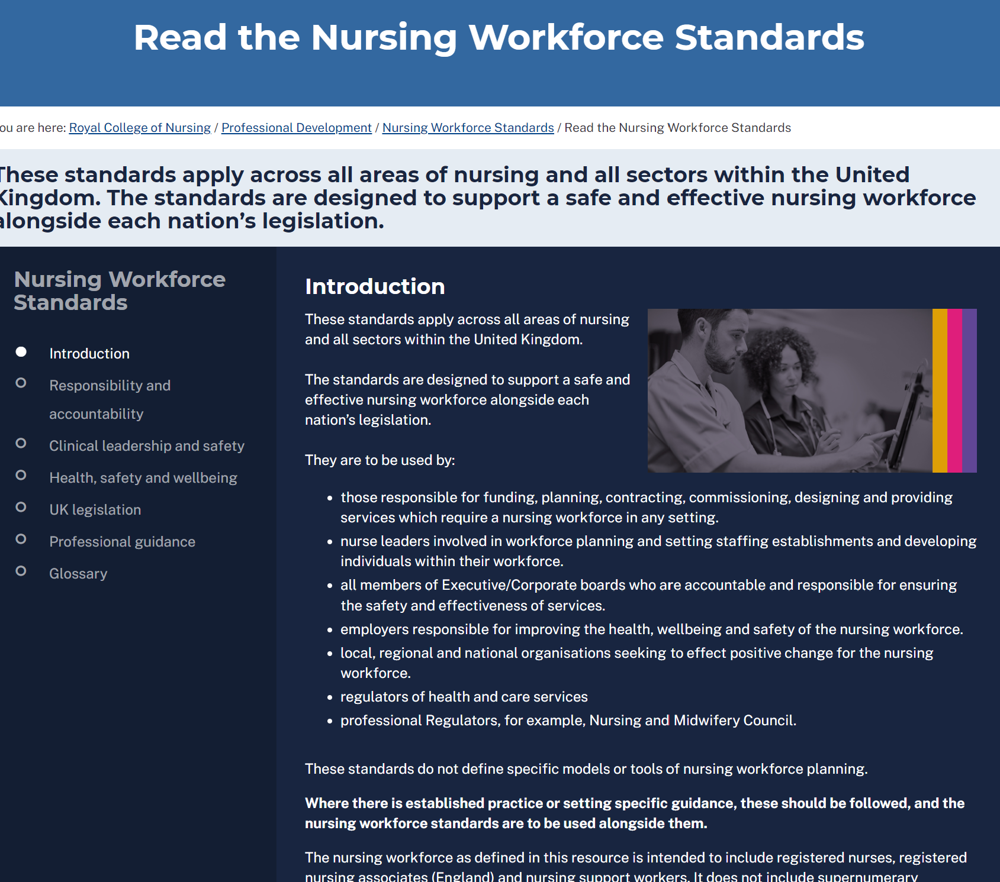 Read the Nursing Workforce Standards
ou are here: Royal College of Nursing / Professional Development / Nursing Workforce Standards / Read the Nursing Workforce Standards
These standards apply across all areas of nursing and all sectors within the United
Kingdom. The standards are designed to support a safe and effective nursing workforce
alongside each nation’s legislation.
Nursing Workforce
Standards
Introduction
Responsibility and
accountability
Clinical leadership and safety
Health, safety and wellbeing
UK legislation
Professional guidance
Glossary
Introduction
These standards apply across all areas of nursing
and all sectors within the United Kingdom.
The standards are designed to support a safe and
effective nursing workforce alongside each
nation’s legislation.
They are to be used by:
those responsible for funding, planning, contracting, commissioning, designing and providing
services which require a nursing workforce in any setting.
nurse leaders involved in workforce planning and setting staffing establishments and developing
individuals within their workforce.
all members of Executive/Corporate boards who are accountable and responsible for ensuring
the safety and effectiveness of services.
employers responsible for improving the health, wellbeing and safety of the nursing workforce.
local, regional and national organisations seeking to effect positive change for the nursing
workforce.
regulators of health and care services
professional Regulators, for example, Nursing and Midwifery Council.
These standards do not define specific models or tools of nursing workforce planning.
Where there is established practice or setting specific guidance, these should be followed, and the
nursing workforce standards are to be used alongside them.
The nursing workforce as defined in this resource is intended to include registered nurses, registered
nursing associates (England) and nursing support workers. It does not include supernumerary